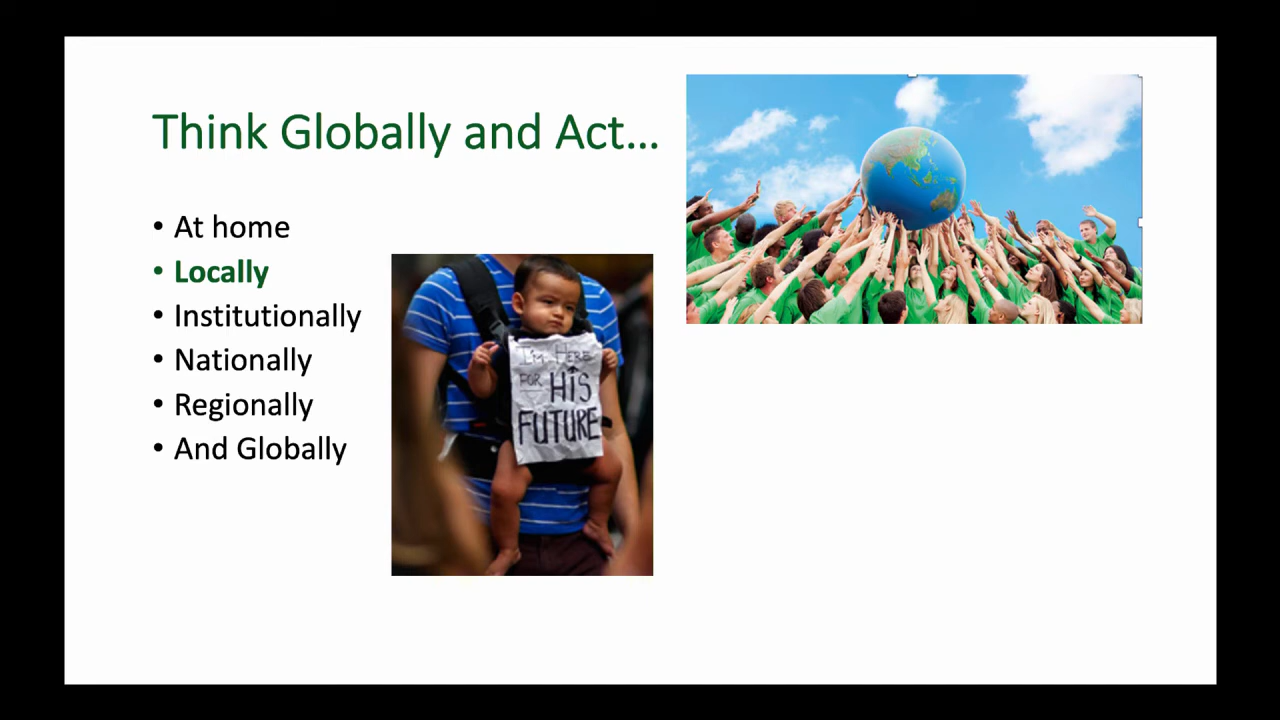 Think Globally and Act...
• At home
• Locally
• Institutionally
• Nationally
• Regionally
• And Globally
I'm HERE
FOR HIS
FUTURE